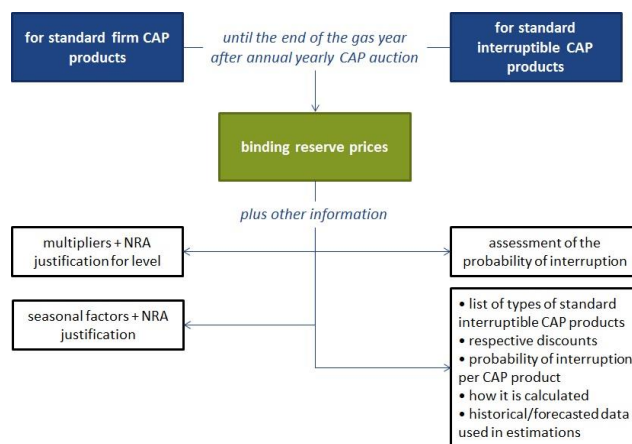 for standard firm CAP
products
until the end of the gas year
after annual yearly CAP auction
for standard
interruptible CAP
products
binding reserve prices
plus other information
multipliers + NRA
justification for level
assessment of the
probability of interruption
seasonal factors + NRA
justification
• list of types of standard
interruptible CAP products
• respective discounts
• probability of interruption
per CAP product
• how it is calculated
• historical/forecasted data
used in estimations